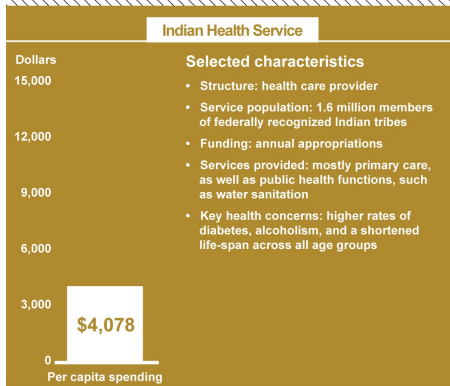 Indian Health Service
Dollars
15,000
12,000
9,000
6,000
3,000
0
$4,078
Per capita spending
Selected characteristics
• Structure: health care provider
• Service population: 1.6 million members
of federally recognized Indian tribes
• Funding: annual appropriations
• Services provided: mostly primary care,
as well as public health functions, such
as water sanitation
• Key health concerns: higher rates of
diabetes, alcoholism, and a shortened
life-span across all age groups